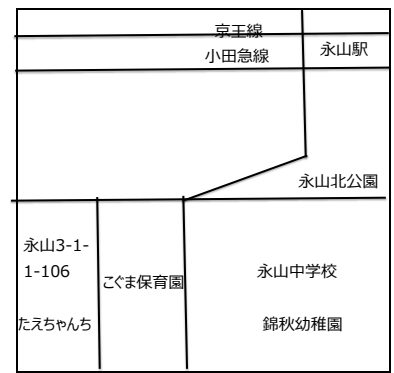 京王線
小田急線
永山駅
永山北公園
永山3-1-
1-106
たえちゃんち
こぐま保育園
永山中学校
錦秋幼稚園